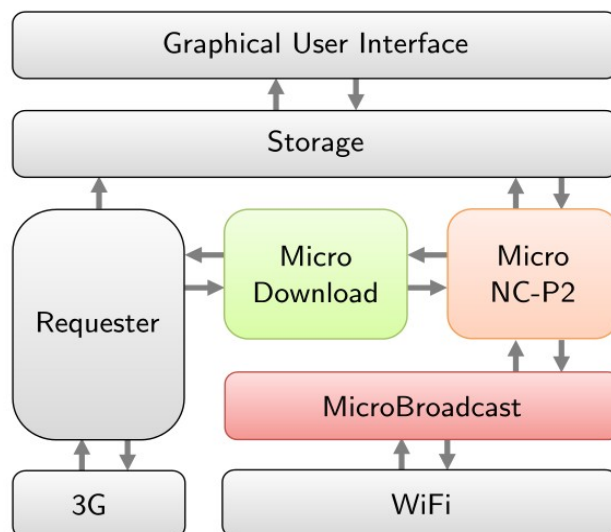 Graphical User Interface
Storage
Requester
Micro
Download
Micro
NC-P2
MicroBroadcast
3G
WiFi